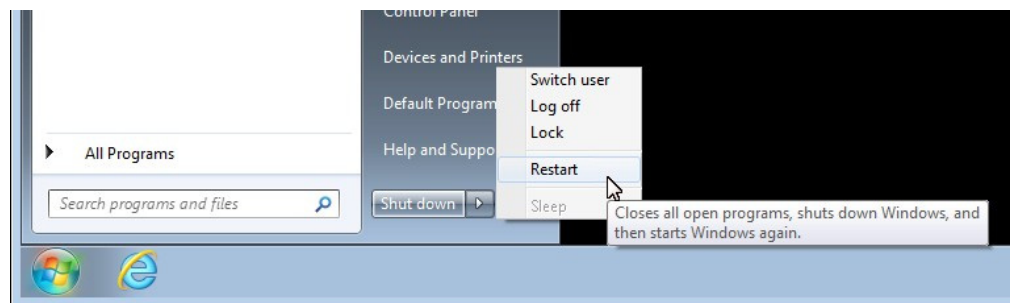 Control Panel
Devices and Printers
Default Program
Help and Suppo
All Programs
Search programs and files
Shut down
Switch user
Log off
Lock
Restart
Sleep
Closes all open programs, shuts down Windows, and
then starts Windows again.